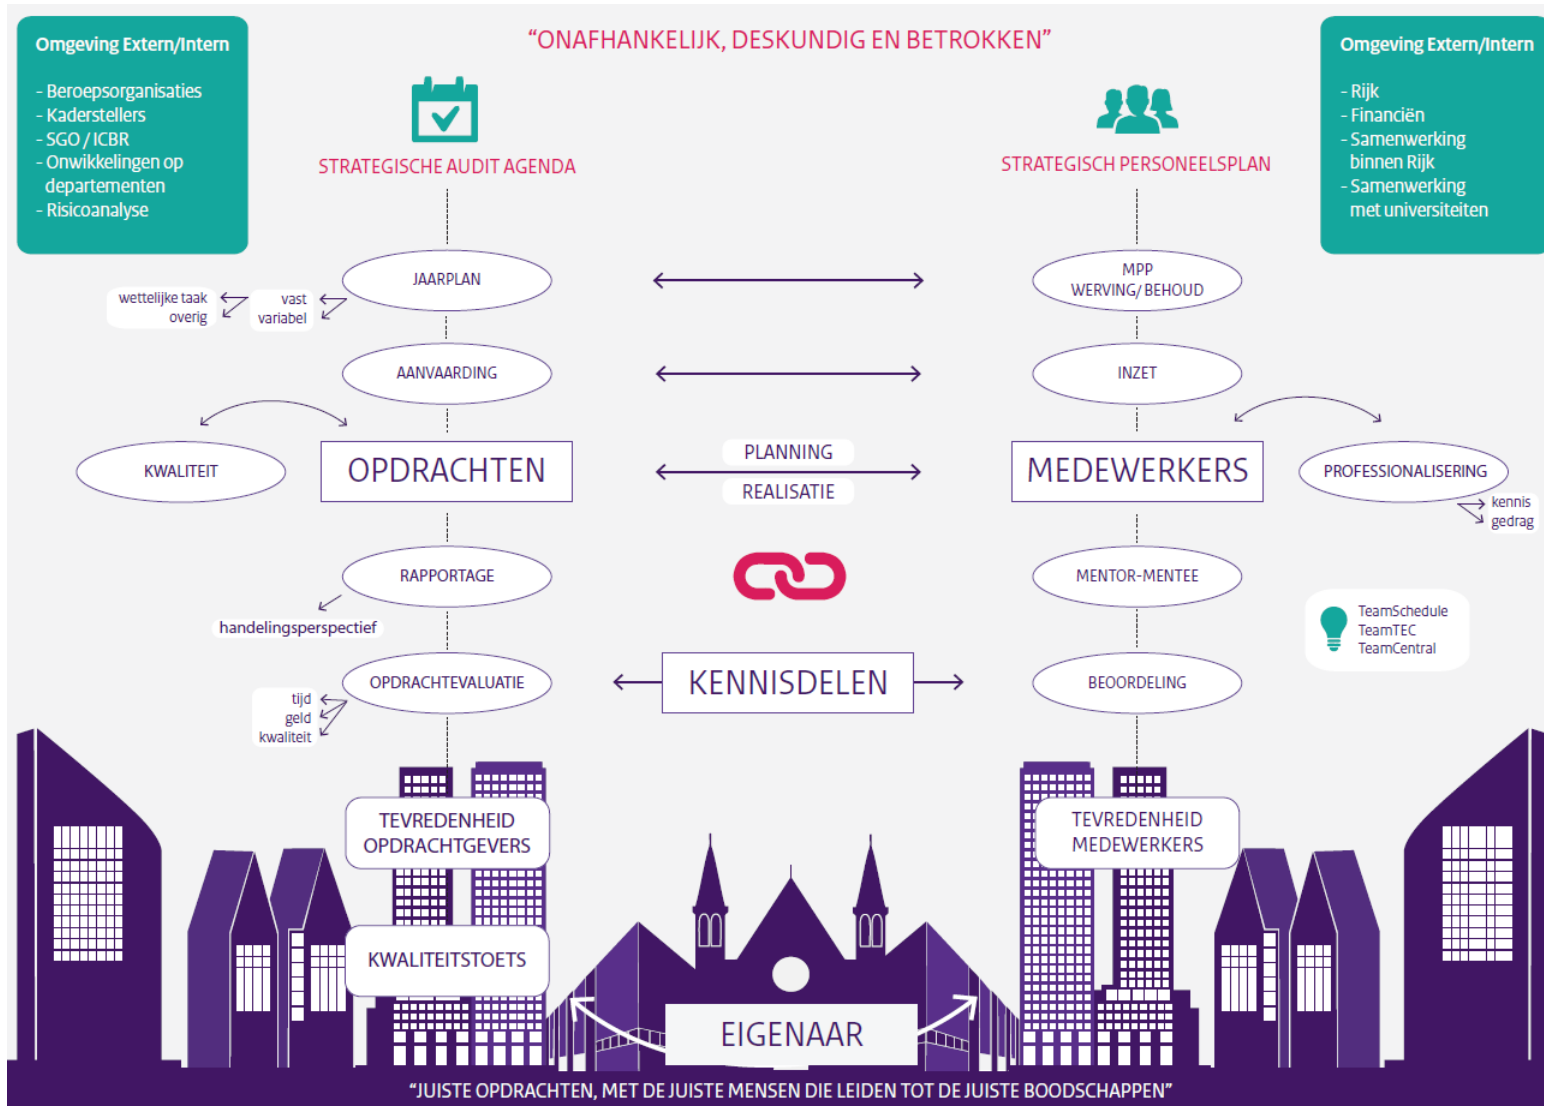 Omgeving Extern/Intern
- Beroepsorganisaties
- Kaderstellers
- SGO / ICBR
- Onwikkelingen op
departementen
- Risicoanalyse
“ONAFHANKELIJK, DESKUNDIG EN BETROKKEN”
Omgeving Extern/Intern
- Rijk
- Financiën
- Samenwerking
binnen Rijk
- Samenwerking
met universiteiten
STRATEGISCHE AUDIT AGENDA
STRATEGISCH PERSONEELSPLAN
JAARPLAN
MPP
WERVING/ BEHOUD
wettelijke taak
overig
vast
variabel
AANVAARDING
INZET
KWALITEIT
OPDRACHTEN
PLANNING
REALISATIE
MEDEWERKERS
PROFESSIONALISERING
kennis
gedrag
RAPPORTAGE
MENTOR-MENTEE
handelingsperspectief
TeamSchedule
TeamTEC
TeamCentral
OPDRACHTEVALUATIE
KENNISDELEN
BEOORDELING
tijd
geld
kwaliteit
TEVREDENHEID
OPDRACHTGEVERS
TEVREDENHEID
MEDEWERKERS
KWALITEITSTOETS
EIGENAAR
“JUISTE OPDRACHTEN, MET DE JUISTE MENSEN DIE LEIDEN TOT DE JUISTE BOODSCHAPPEN”